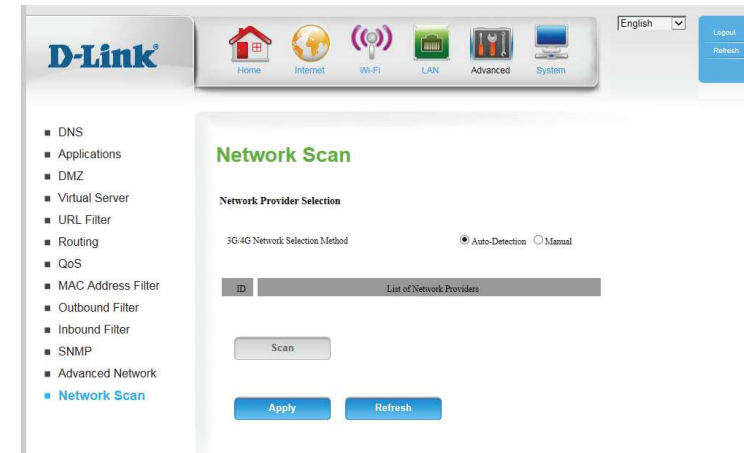 English
Logout
Refresh
D-Link
Home Internet Wi-Fi LAN Advanced System
DNS
Applications
DMZ
Virtual Server
URL Filter
Routing
QoS
MAC Address Filter
Outbound Filter
Inbound Filter
SNMP
Advanced Network
Network Scan
Network Scan
Network Provider Selection
3G/4G Network Selection Method Auto-Detection Manual
ID List of Network Providers
Scan
Apply Refresh